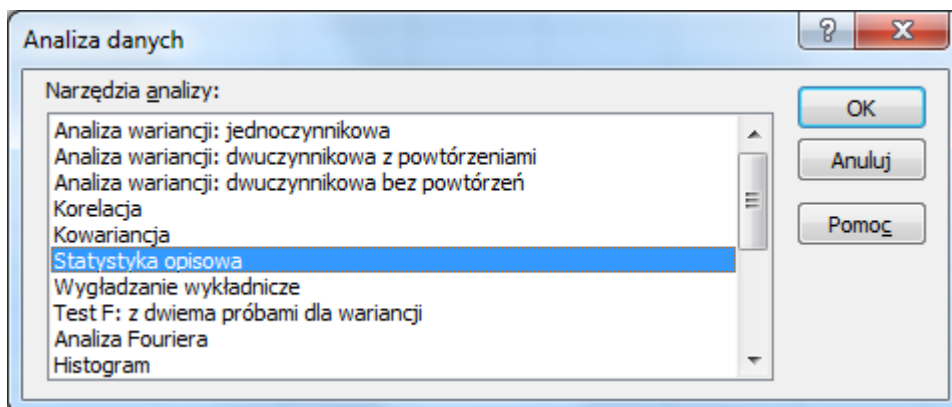 Analiza danych
Narzędzia analizy:
Analiza wariancji: jednoczynnikowa
Analiza wariancji: dwuczynnikowa z powtórzeniami
Analiza wariancji: dwuczynnikowa bez powtórzeń
Korelacja
Kowariancja
Statystyka opisowa
Wygładzanie wykładnicze
Test F: z dwiema próbami dla wariancji
Analiza Fouriera
Histogram
OK
Anuluj
Pomoc